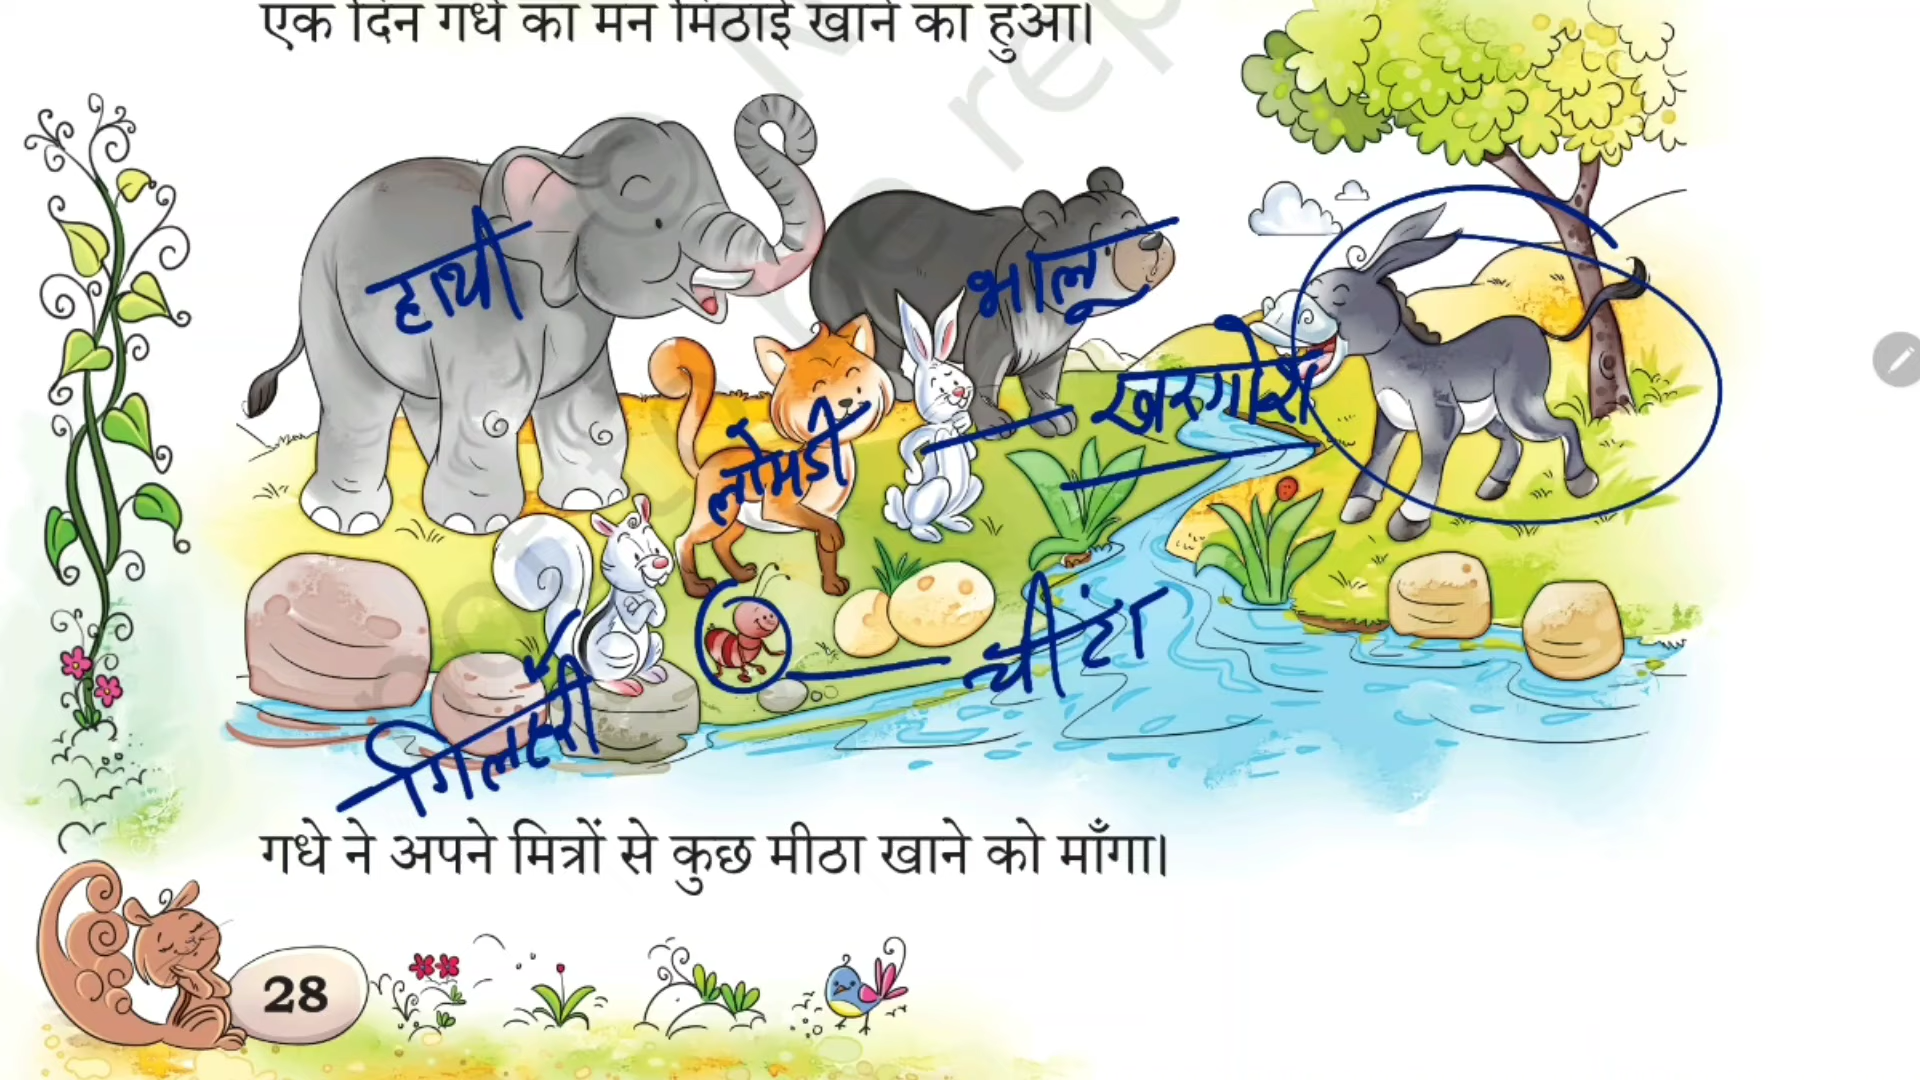 एक दिन गधे का मन मिठाई खाने का हुआ।
हाथी
भालू
खरगोश
लोमडी
चींटा
गिलहरी
गधे ने अपने मित्रों से कुछ मीठा खाने को माँगा।
28